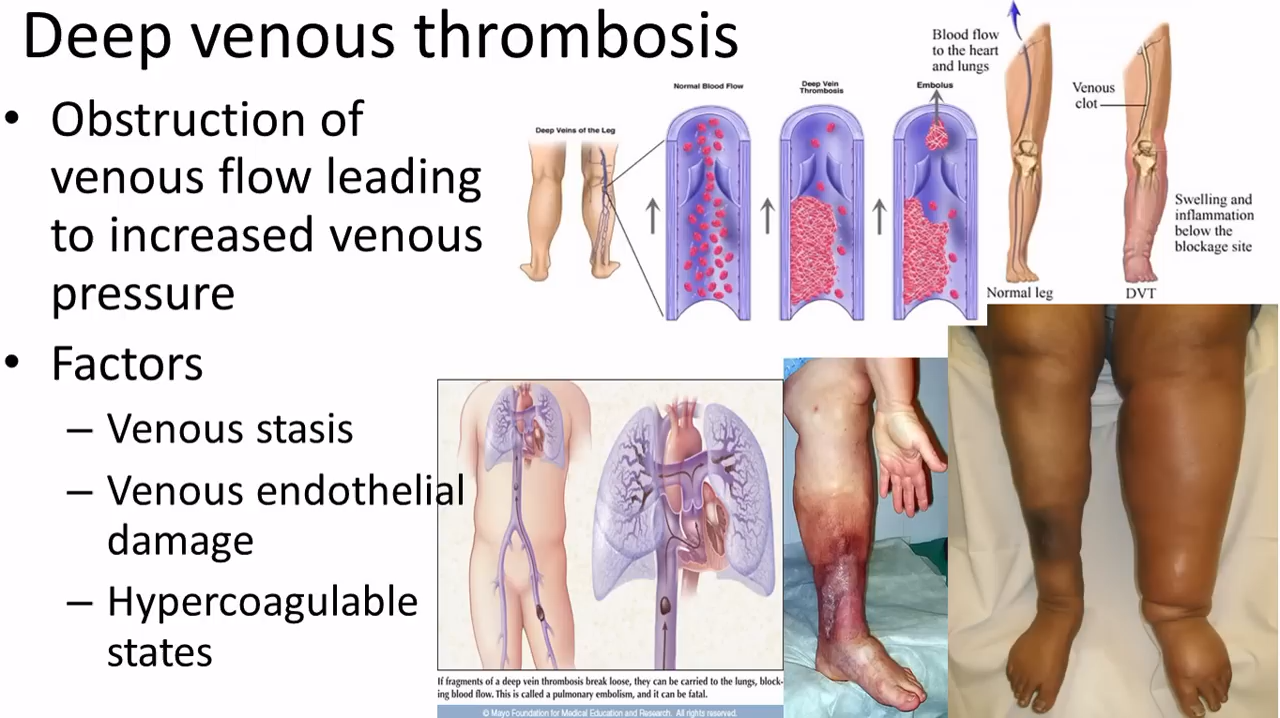 Deep venous thrombosis
• Obstruction of
venous flow leading
to increased venous
pressure
• Factors
– Venous stasis
– Venous endothelial
damage
– Hypercoagulable
states
Deep Veins of the Leg
Normal Blood Flow
Deep Vein
Thrombosis
Embolus
Blood flow
to the heart
and lungs
Venous
clot
Swelling and
inflammation
below the
blockage site
Normal leg
DVT
If fragments of a deep vein thrombosis break loose, they can be carried to the lungs, block-
ing blood flow. This is called a pulmonary embolism, and it can be fatal.
© Mayo Foundation for Medical Education and Research. All rights reserved.